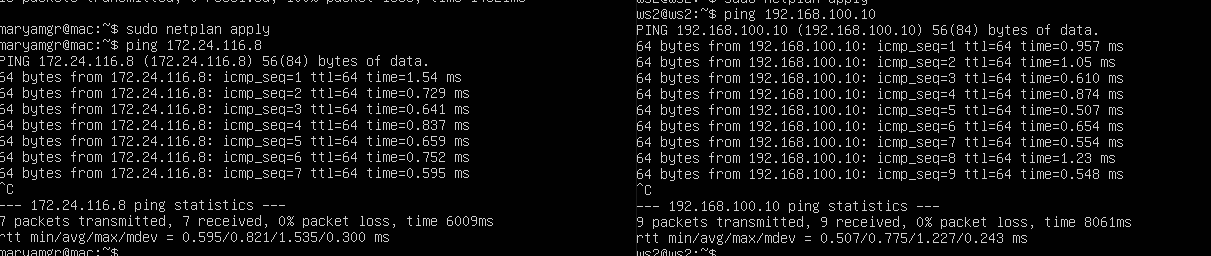 maryamgr@mac:~$ sudo netplan apply
maryamgr@mac:~$ ping 172.24.116.8
PING 172.24.116.8 (172.24.116.8) 56(84) bytes of data.
64 bytes from 172.24.116.8: icmp_seq=1 ttl=64 time=1.54 ms
64 bytes from 172.24.116.8: icmp_seq=2 ttl=64 time=0.729 ms
64 bytes from 172.24.116.8: icmp_seq=3 ttl=64 time=0.641 ms
64 bytes from 172.24.116.8: icmp_seq=4 ttl=64 time=0.837 ms
64 bytes from 172.24.116.8: icmp_seq=5 ttl=64 time=0.659 ms
64 bytes from 172.24.116.8: icmp_seq=6 ttl=64 time=0.752 ms
64 bytes from 172.24.116.8: icmp_seq=7 ttl=64 time=0.595 ms
^C
--- 172.24.116.8 ping statistics ---
7 packets transmitted, 7 received, 0% packet loss, time 6009ms
rtt min/avg/max/mdev = 0.595/0.821/1.535/0.300 ms
maryamgr@mac:~$
ws2@ws2:~$ sudo netplan apply
ws2@ws2:~$ ping 192.168.100.10
PING 192.168.100.10 (192.168.100.10) 56(84) bytes of data.
64 bytes from 192.168.100.10: icmp_seq=1 ttl=64 time=0.957 ms
64 bytes from 192.168.100.10: icmp_seq=2 ttl=64 time=1.05 ms
64 bytes from 192.168.100.10: icmp_seq=3 ttl=64 time=0.610 ms
64 bytes from 192.168.100.10: icmp_seq=4 ttl=64 time=0.874 ms
64 bytes from 192.168.100.10: icmp_seq=5 ttl=64 time=0.507 ms
64 bytes from 192.168.100.10: icmp_seq=6 ttl=64 time=0.654 ms
64 bytes from 192.168.100.10: icmp_seq=7 ttl=64 time=0.554 ms
64 bytes from 192.168.100.10: icmp_seq=8 ttl=64 time=1.23 ms
64 bytes from 192.168.100.10: icmp_seq=9 ttl=64 time=0.548 ms
^C
--- 192.168.100.10 ping statistics ---
9 packets transmitted, 9 received, 0% packet loss, time 8061ms
rtt min/avg/max/mdev = 0.507/0.775/1.227/0.243 ms
ws2@ws2:~$